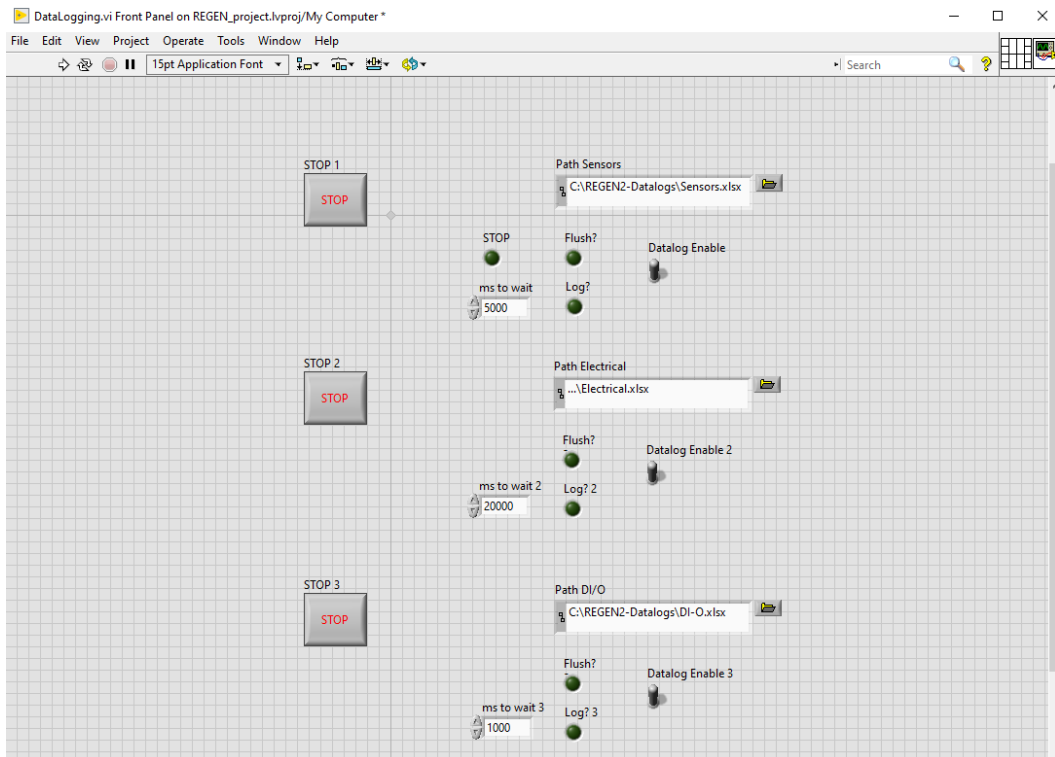 DataLogging.vi Front Panel on REGEN_project.lvproj/My Computer *
File Edit View Project Operate Tools Window Help
15pt Application Font
Search
STOP 1
STOP
Path Sensors
C:\REGEN2-Datalogs\Sensors.xlsx
STOP
Flush?
Datalog Enable
ms to wait
5000
Log?
STOP 2
STOP
Path Electrical
...\Electrical.xlsx
Flush?
Datalog Enable 2
ms to wait 2
20000
Log? 2
STOP 3
STOP
Path DI/O
C:\REGEN2-Datalogs\DI-O.xlsx
Flush?
Datalog Enable 3
ms to wait 3
1000
Log? 3